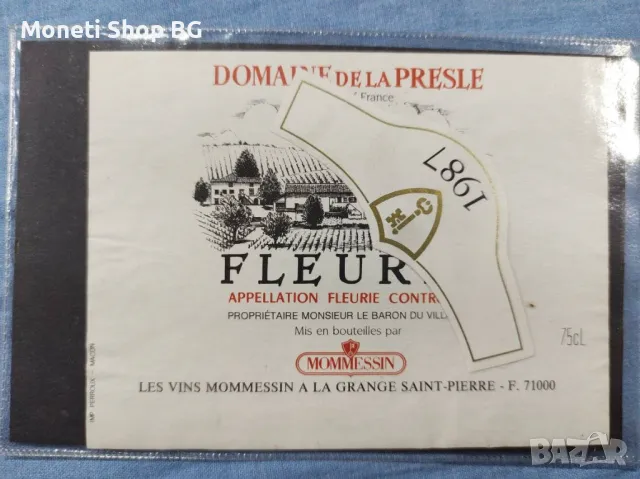 Moneti Shop BG
DOMAINE DE LA PRESLE
France
1987
FLEUR
APPELLATION FLEURIE CONTR
PROPRIÉTAIRE MONSIEUR LE BARON DU VILL
Mis en bouteilles par
75cL
MOMMESSIN
LES VINS MOMMESSIN A LA GRANGE SAINT-PIERRE - F. 71000
IMP. PERROUX - MACON
BAZAR